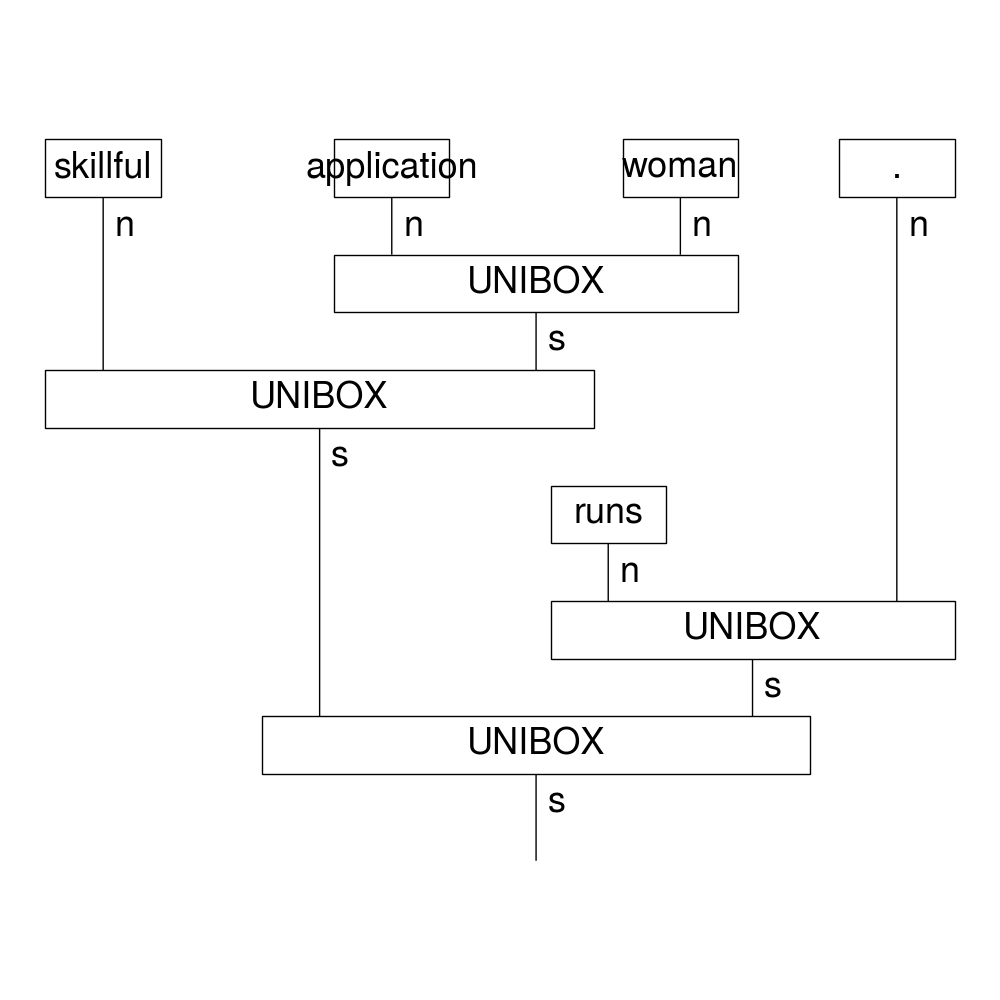 skillful application woman .
n n n n
UNIBOX
s
UNIBOX
s
runs
n
UNIBOX
s
UNIBOX
s